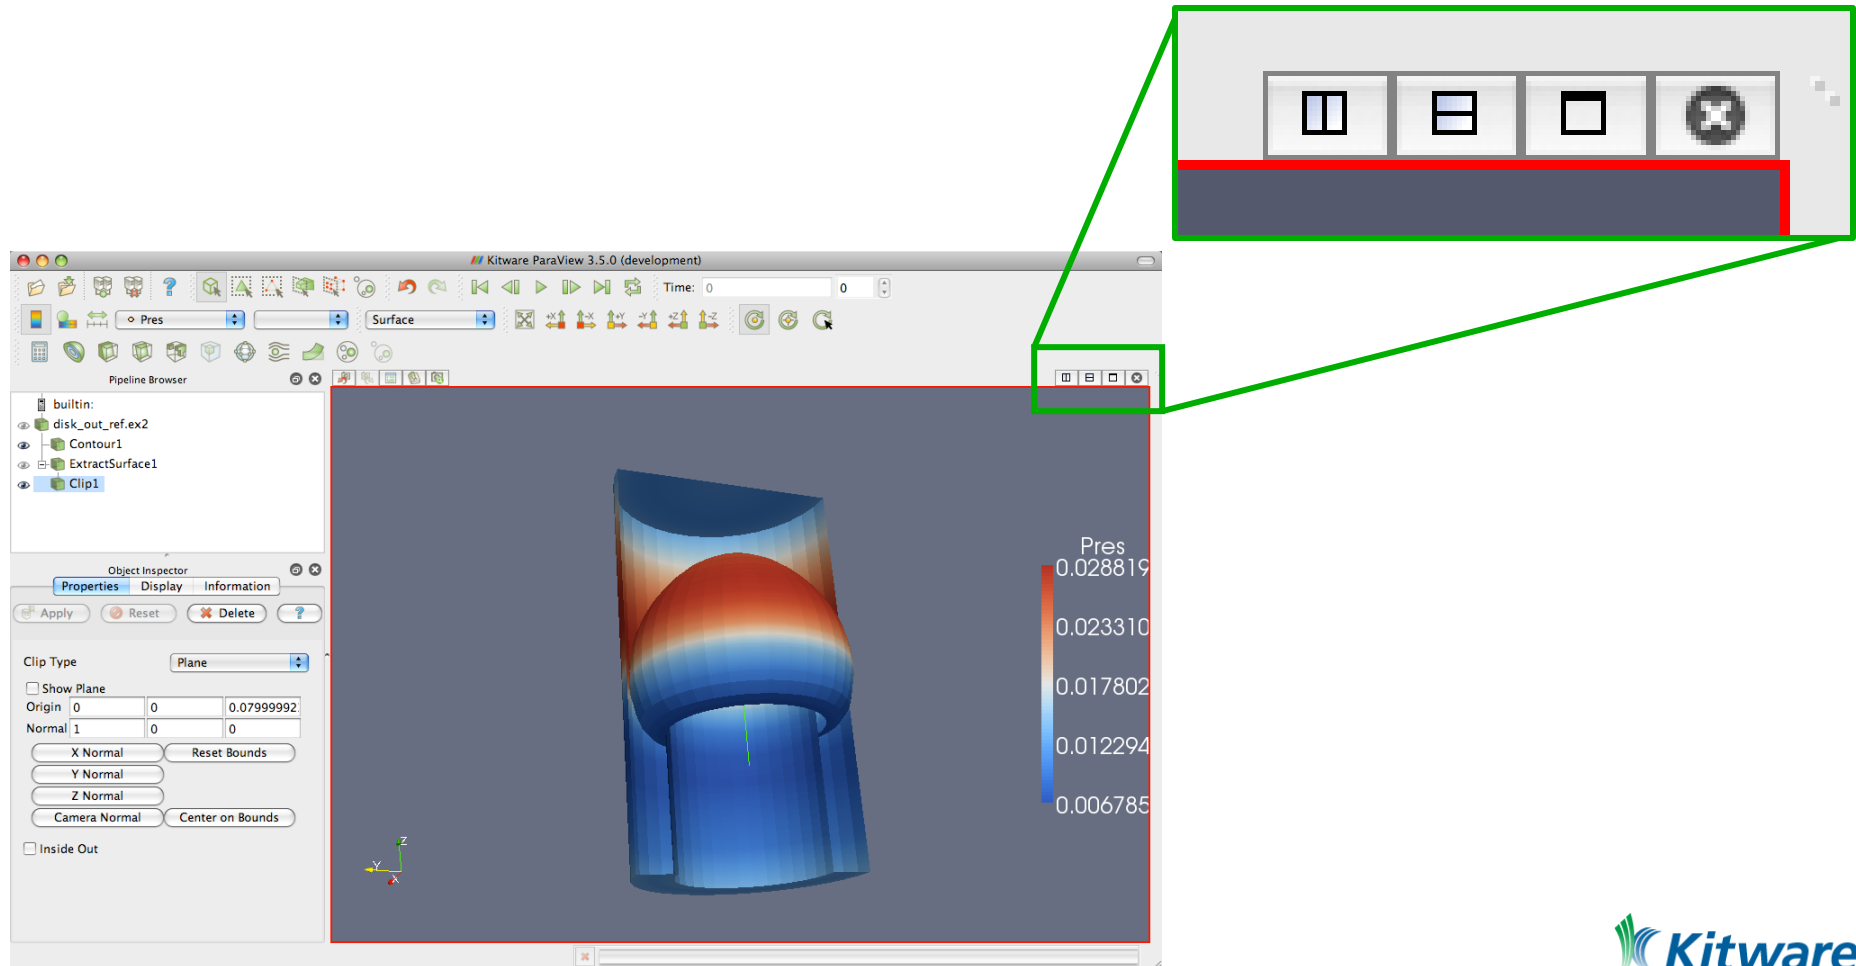 Kitware ParaView 3.5.0 (development)
Time: 0 0
Pres Surface
+X -X +Y -Y +Z -Z
Pipeline Browser
builtin:
disk_out_ref.ex2
Contour1
ExtractSurface1
Clip1
Object Inspector
Properties Display Information
Apply Reset Delete ?
Clip Type Plane
Show Plane
Origin 0 0 0.07999992
Normal 1 0 0
X Normal Reset Bounds
Y Normal
Z Normal
Camera Normal Center on Bounds
Inside Out
Pres
0.028819
0.023310
0.017802
0.012294
0.006785
Z
Y
X
Kitware